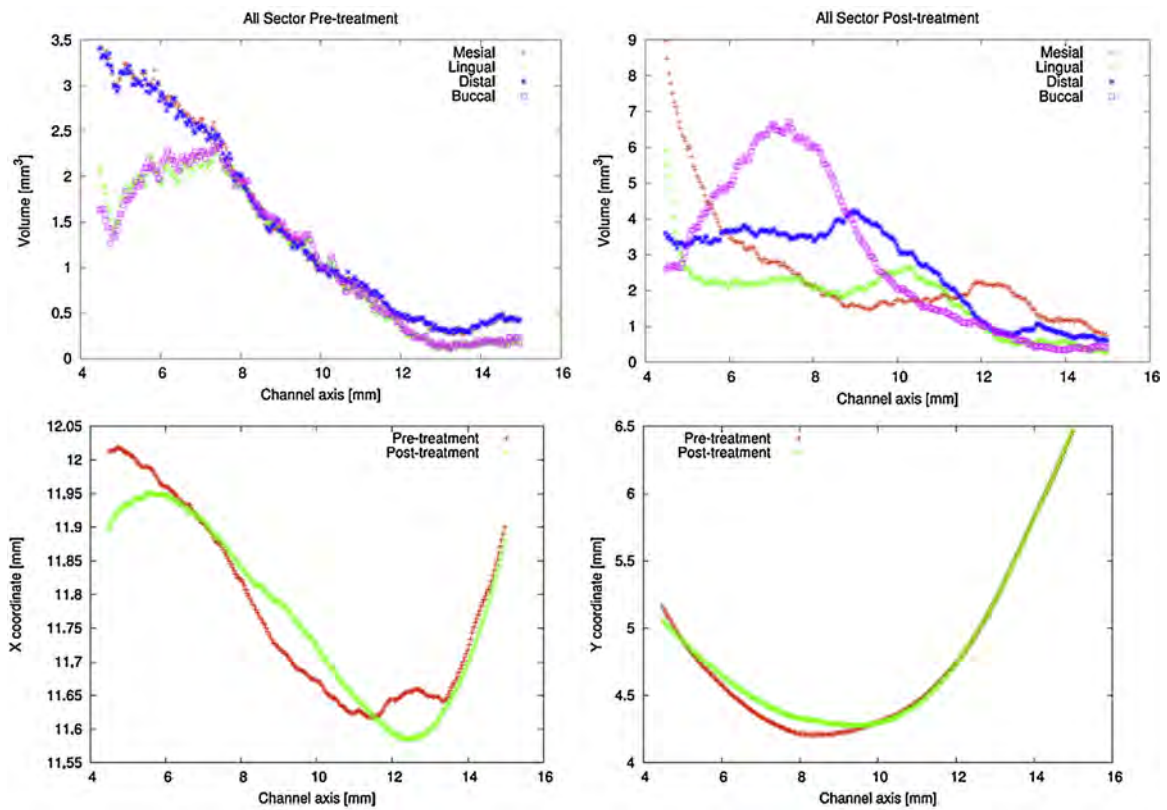 All Sector Pre-treatment
3.5
3
2.5
2
1.5
1
0.5
0
Volume [mm³]
Mesial
Lingual
Distal
Buccal
4 6 8 10 12 14 16
Channel axis [mm]
All Sector Post-treatment
9
8
7
6
5
4
3
2
1
0
Volume [mm³]
Mesial
Lingual
Distal
Buccal
4 6 8 10 12 14 16
Channel axis [mm]
12.05
12
11.95
11.9
11.85
11.8
11.75
11.7
11.65
11.6
11.55
X coordinate [mm]
Pre-treatment
Post-treatment
4 6 8 10 12 14 16
Channel axis [mm]
6.5
6
5.5
5
4.5
4
Y coordinate [mm]
Pre-treatment
Post-treatment
4 6 8 10 12 14 16
Channel axis [mm]